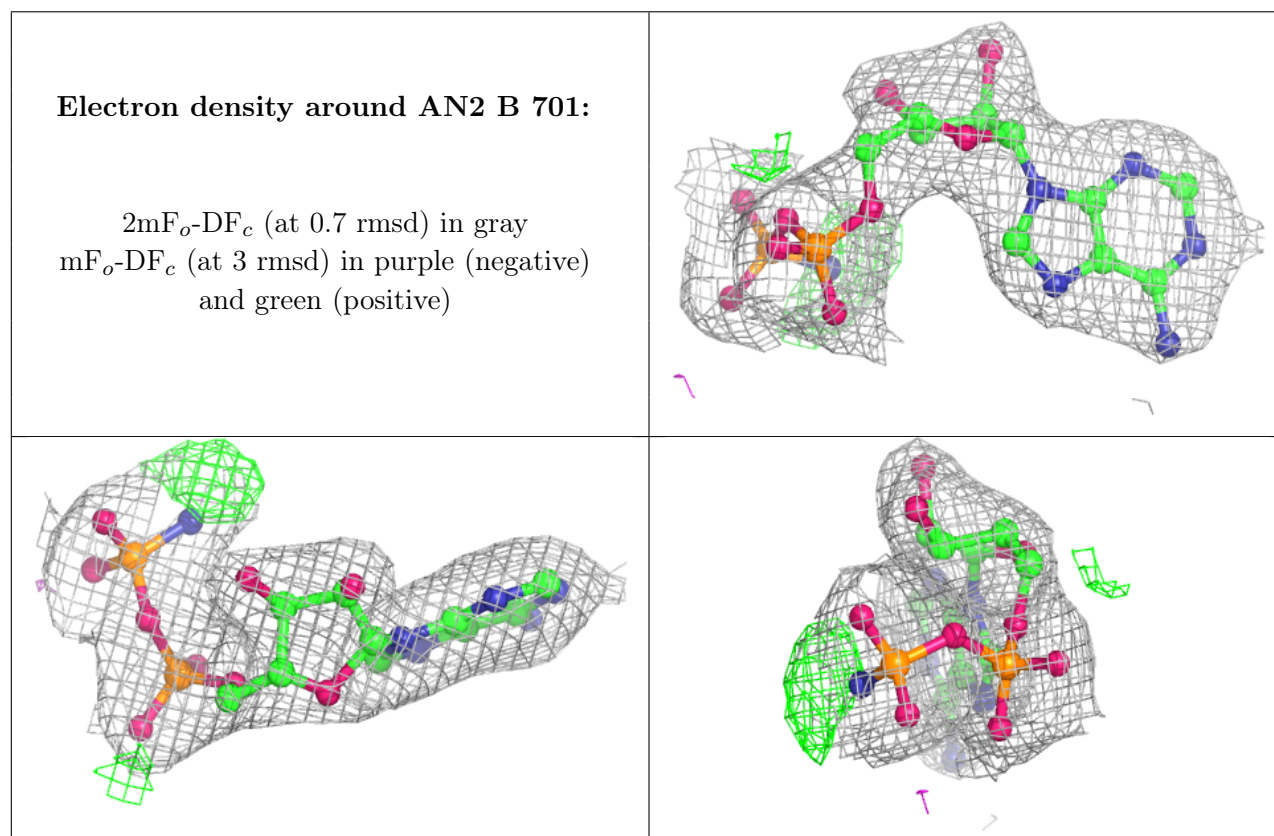 Electron density around AN2 B 701:
2mFₒ-DF𝒸 (at 0.7 rmsd) in gray
mFₒ-DF𝒸 (at 3 rmsd) in purple (negative)
and green (positive)